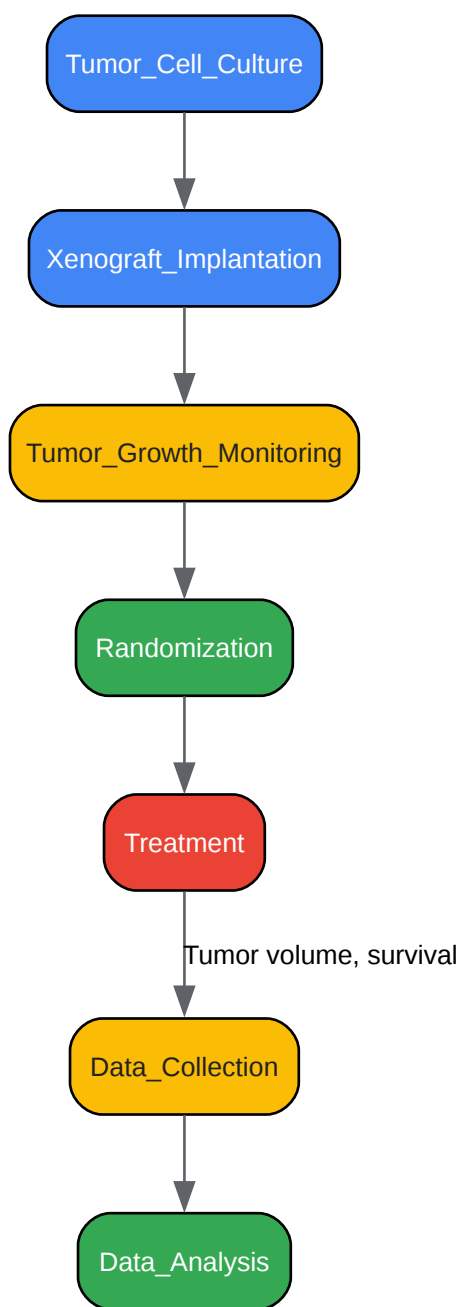 Tumor_Cell_Culture
Xenograft_Implantation
Tumor_Growth_Monitoring
Randomization
Treatment
Tumor volume, survival
Data_Collection
Data_Analysis